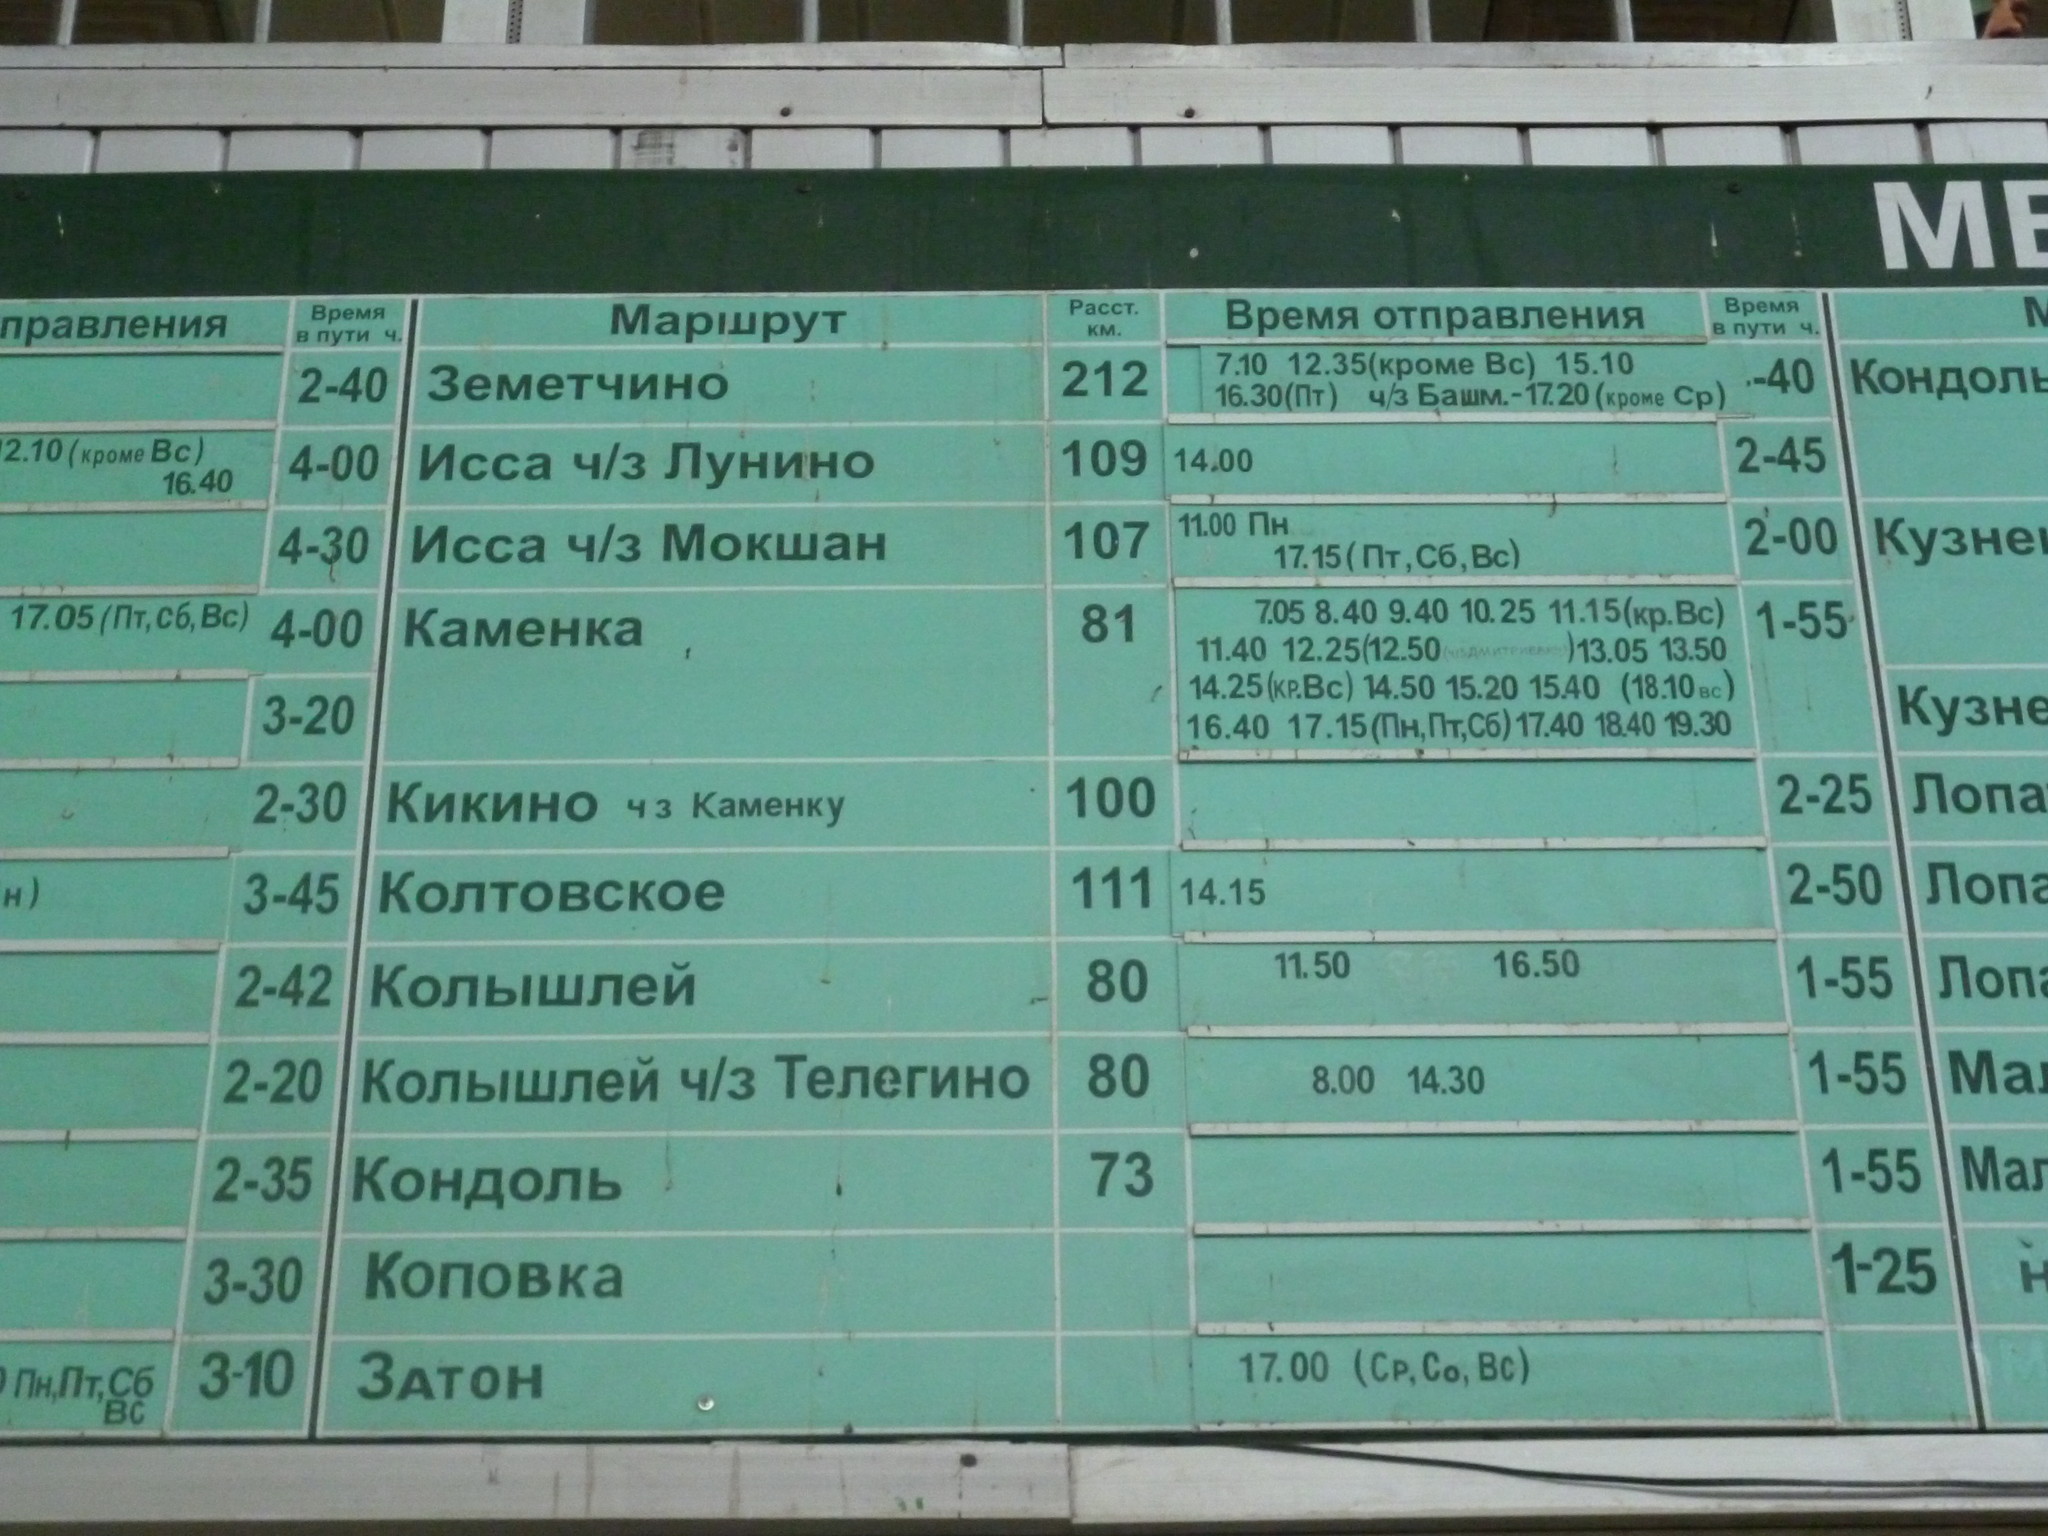 МЕ
правления Время в пути ч. Маршрут Расст. км. Время отправления Время в пути ч.
2-40 Земетчино 212 7.10 12.35(кроме Вс) 15.10 -40 Кондоль
16.30(Пт) ч/з Башм.-17.20 (кроме Ср)
12.10 (кроме Вс) 4-00 Исса ч/з Лунино 109 14.00 2-45
16.40
4-30 Исса ч/з Мокшан 107 11.00 Пн 2-00 Кузнец
17.15( Пт,Сб,Вс)
17.05 (Пт,Сб,Вс) 4-00 Каменка 81 7.05 8.40 9.40 10.25 11.15(кр.Вс) 1-55
11.40 12.25(12.50 )13.05 13.50
3-20 14.25(кр.Вс) 14.50 15.20 15.40 (18.10 вс) Кузне
16.40 17.15(Пн,Пт,Сб)17.40 18.40 19.30
2-30 Кикино ч з Каменку 100 2-25 Лопа
н) 3-45 Колтовское 111 14.15 2-50 Лопа
2-42 Колышлей 80 11.50 16.50 1-55 Лопа
2-20 Колышлей ч/з Телегино 80 8.00 14.30 1-55 Мал
2-35 Кондоль 73 1-55 Мал
3-30 Коповка 1-25 н
Пн,Пт,Сб 3-10 Затон 17.00 (Ср,Со,Вс)
Вс